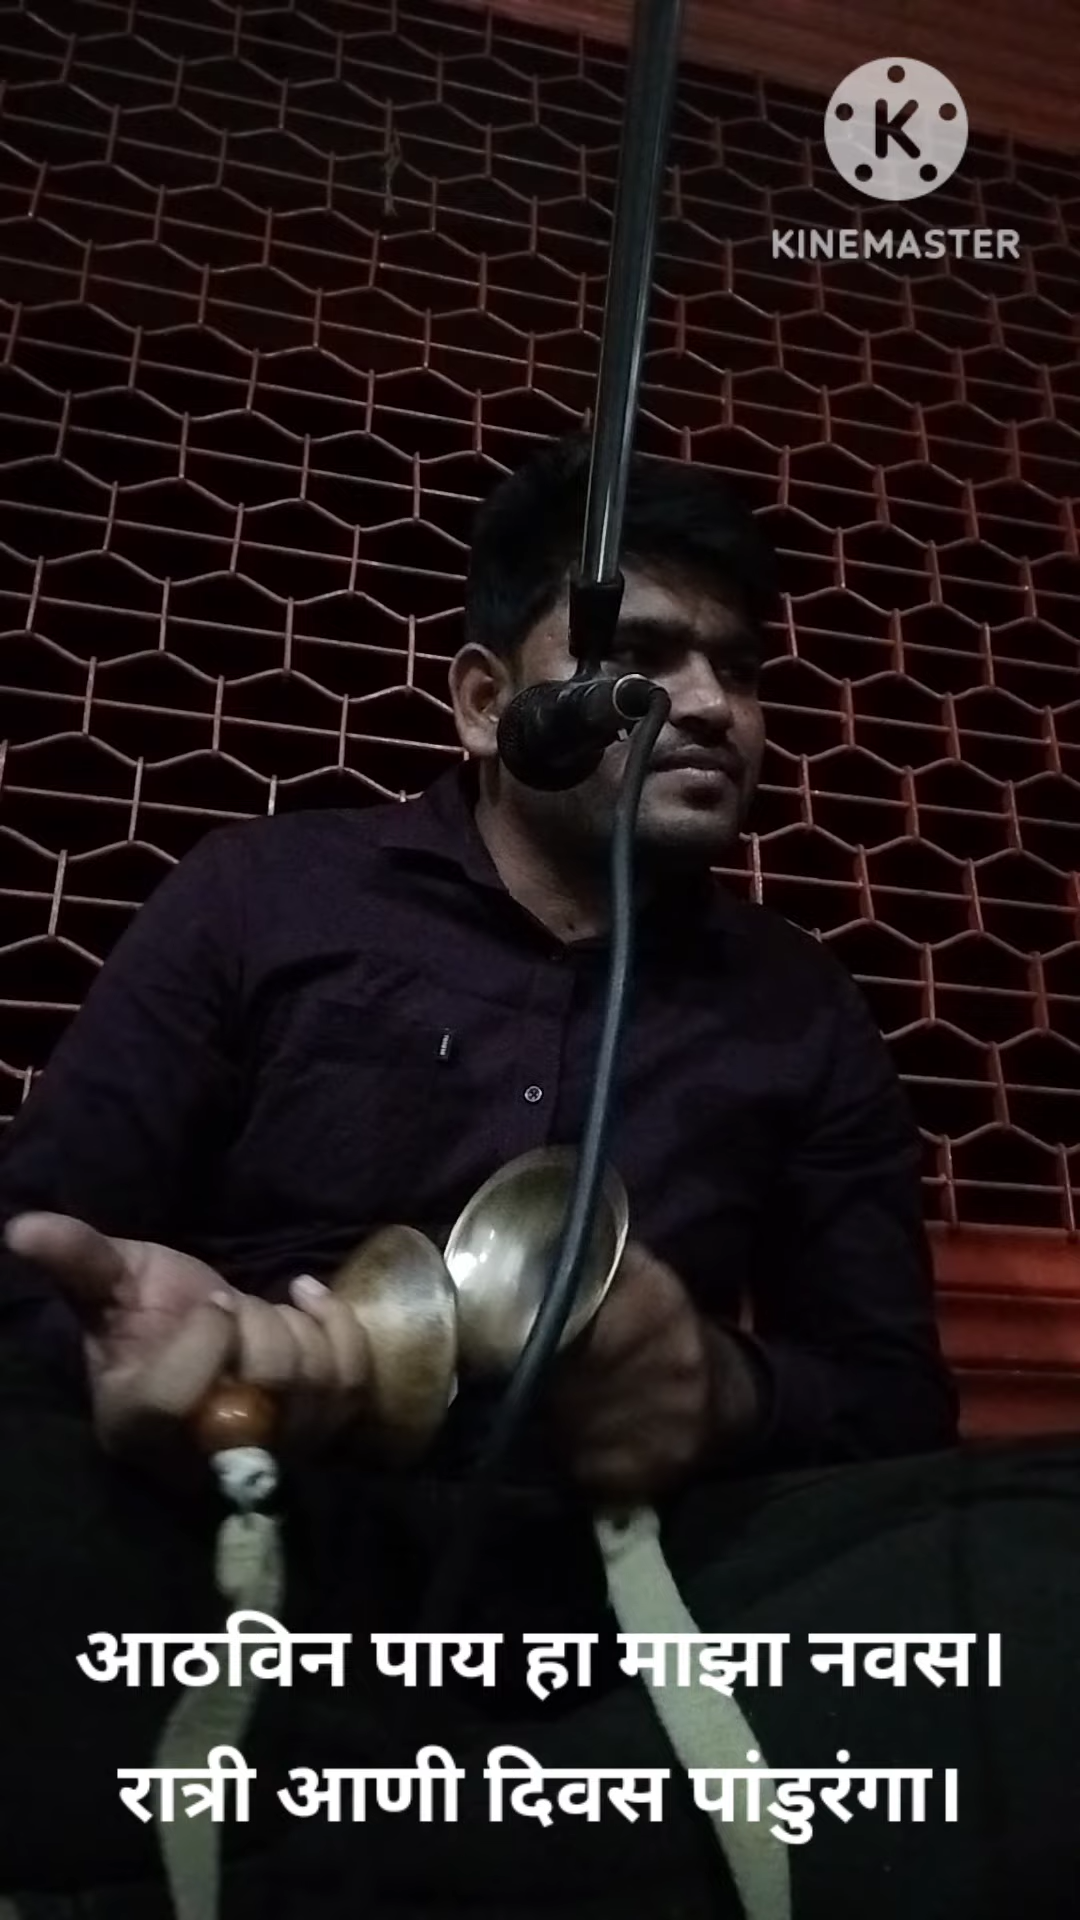 K
KINEMASTER
आठविन पाय हा माझा नवस।
रात्री आणी दिवस पांडुरंगा।